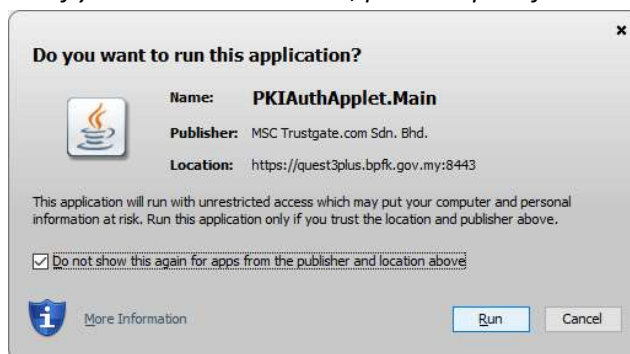 Do you want to run this application?
Name: PKIAuthApplet.Main
Publisher: MSC Trustgate.com Sdn. Bhd.
Location: https://quest3plus.bpfk.gov.my:8443
This application will run with unrestricted access which may put your computer and personal
information at risk. Run this application only if you trust the location and publisher above.
Do not show this again for apps from the publisher and location above
More Information
Run
Cancel